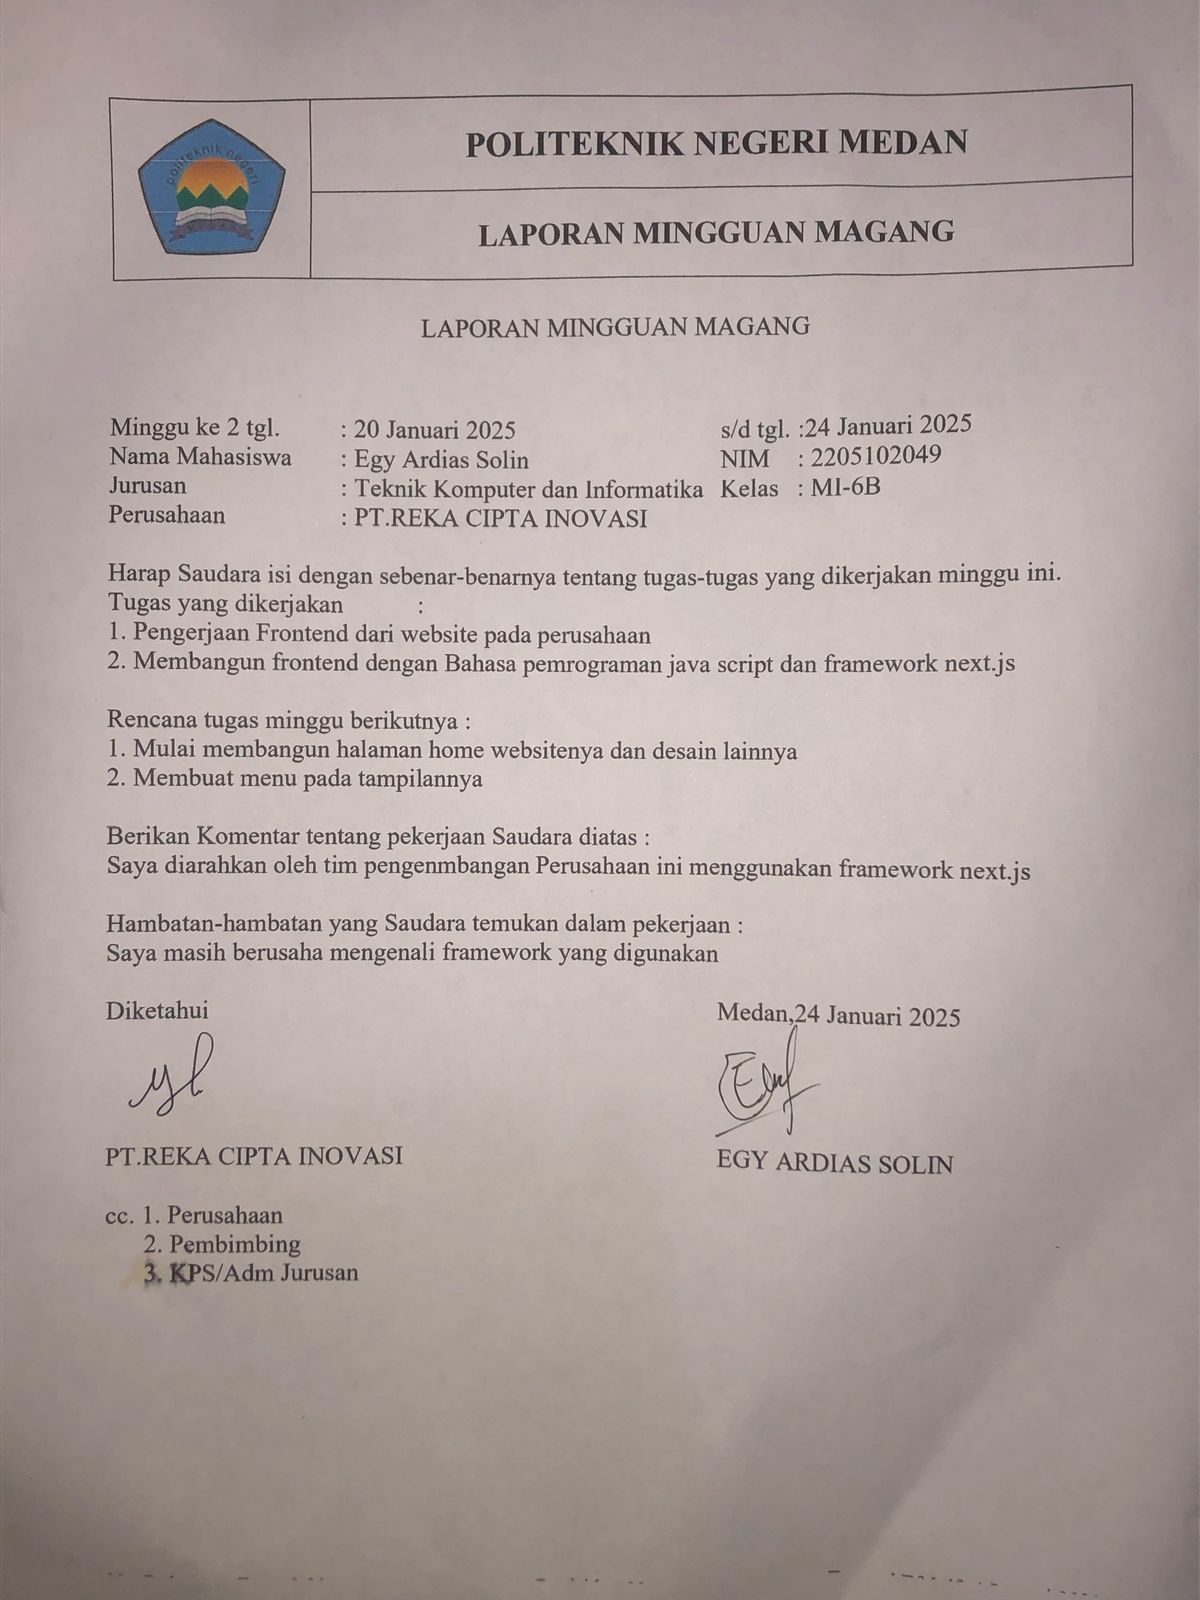 politeknik negeri
MEDAN
POLITEKNIK NEGERI MEDAN
LAPORAN MINGGUAN MAGANG
LAPORAN MINGGUAN MAGANG
Minggu ke 2 tgl. : 20 Januari 2025 s/d tgl. :24 Januari 2025
Nama Mahasiswa : Egy Ardias Solin NIM : 2205102049
Jurusan : Teknik Komputer dan Informatika Kelas : MI-6B
Perusahaan : PT.REKA CIPTA INOVASI
Harap Saudara isi dengan sebenar-benarnya tentang tugas-tugas yang dikerjakan minggu ini.
Tugas yang dikerjakan :
1. Pengerjaan Frontend dari website pada perusahaan
2. Membangun frontend dengan Bahasa pemrograman java script dan framework next.js
Rencana tugas minggu berikutnya :
1. Mulai membangun halaman home websitenya dan desain lainnya
2. Membuat menu pada tampilannya
Berikan Komentar tentang pekerjaan Saudara diatas :
Saya diarahkan oleh tim pengenmbangan Perusahaan ini menggunakan framework next.js
Hambatan-hambatan yang Saudara temukan dalam pekerjaan :
Saya masih berusaha mengenali framework yang digunakan
Diketahui Medan,24 Januari 2025
PT.REKA CIPTA INOVASI EGY ARDIAS SOLIN
cc. 1. Perusahaan
2. Pembimbing
3. KPS/Adm Jurusan